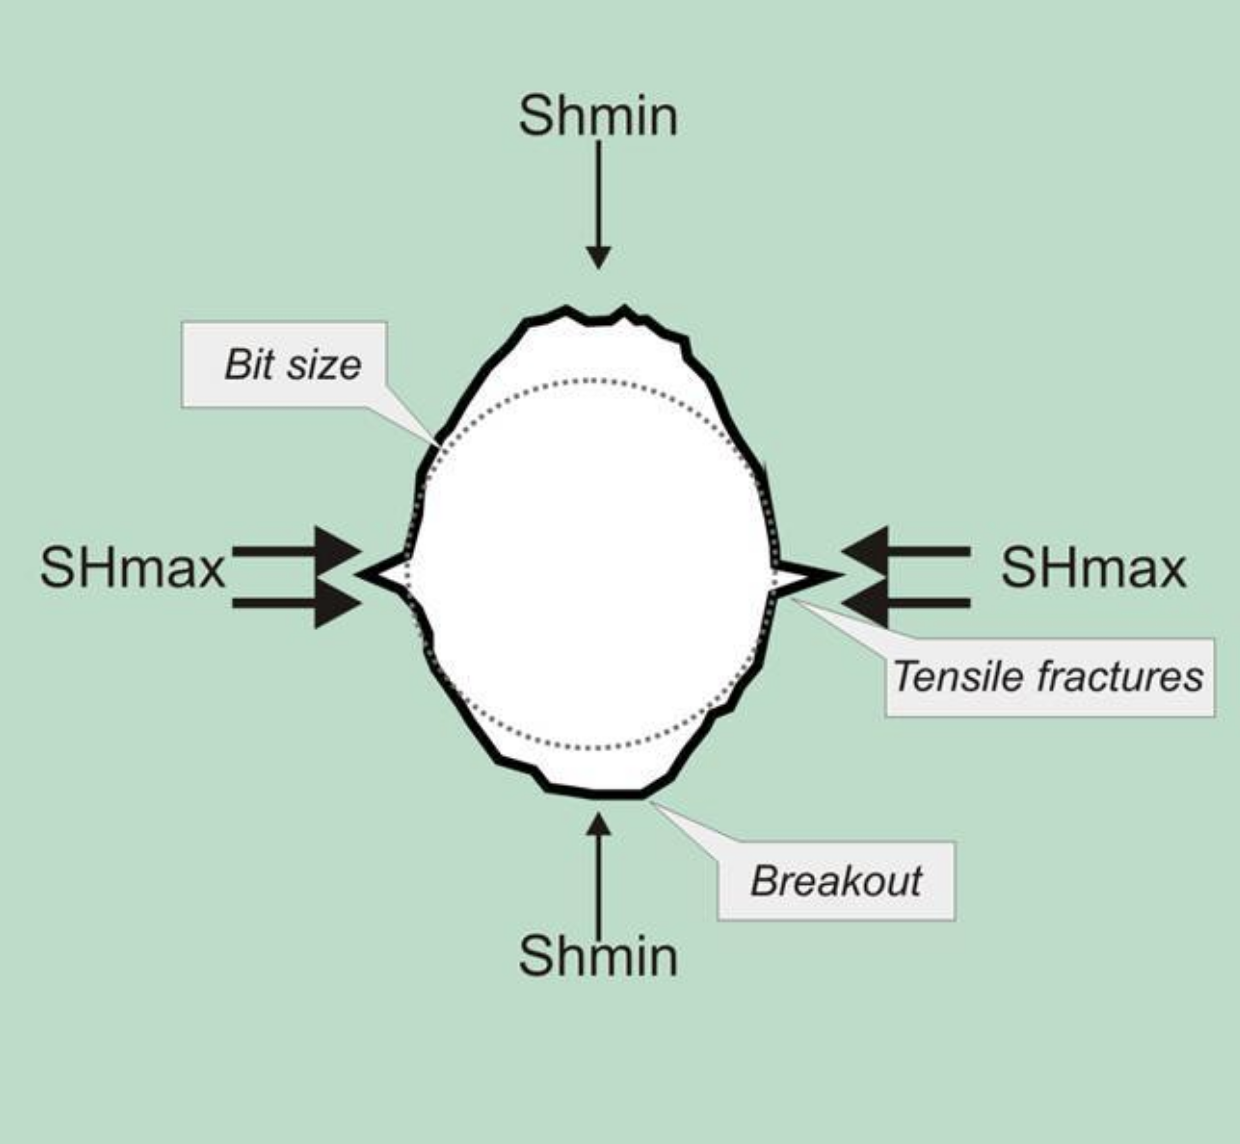 Shmin
Bit size
SHmax
SHmax
Tensile fractures
Breakout
Shmin